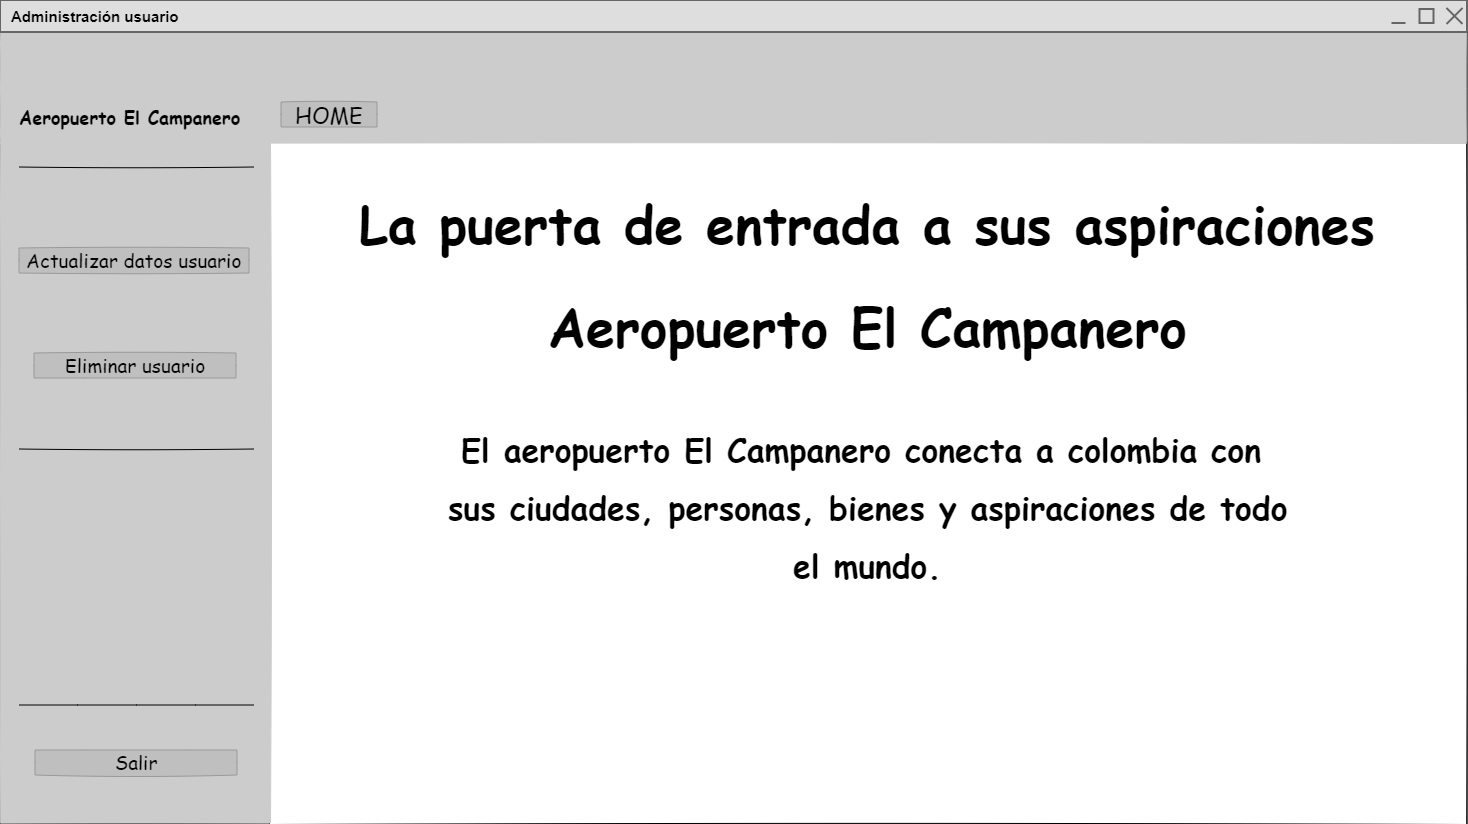 Administración usuario
Aeropuerto El Campanero
HOME
Actualizar datos usuario
Eliminar usuario
Salir
La puerta de entrada a sus aspiraciones
Aeropuerto El Campanero
El aeropuerto El Campanero conecta a colombia con
sus ciudades, personas, bienes y aspiraciones de todo
el mundo.